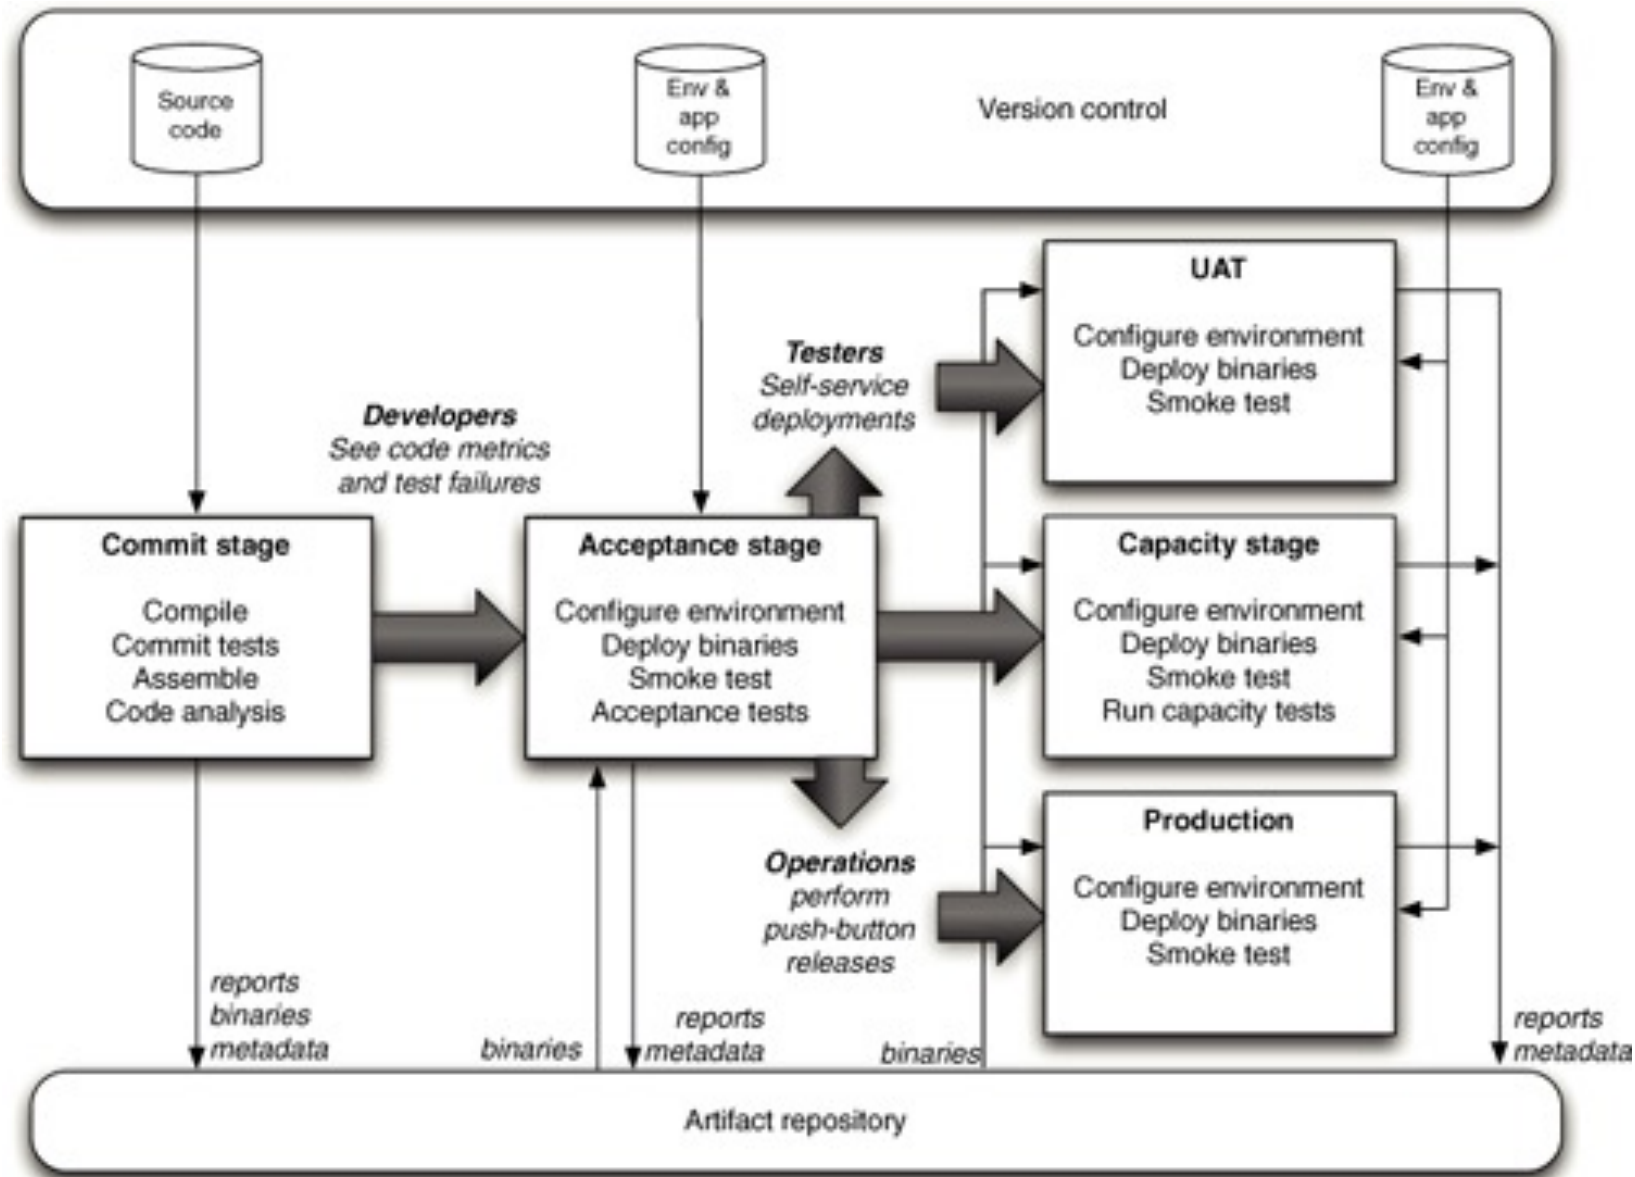 Source
code
Env &
app
config
Version control
Env &
app
config
UAT
Configure environment
Deploy binaries
Smoke test
Testers
Self-service
deployments
Developers
See code metrics
and test failures
Commit stage
Compile
Commit tests
Assemble
Code analysis
Acceptance stage
Configure environment
Deploy binaries
Smoke test
Acceptance tests
Capacity stage
Configure environment
Deploy binaries
Smoke test
Run capacity tests
Operations
perform
push-button
releases
Production
Configure environment
Deploy binaries
Smoke test
reports
binaries
metadata
binaries
reports
metadata
binaries
reports
metadata
Artifact repository